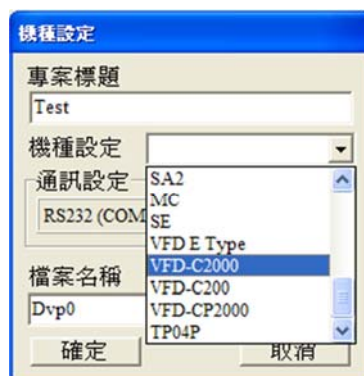 機種設定
專案標題
Test
機種設定
通訊設定
RS232 (COM
SA2
MC
SE
VFD E Type
VFD-C2000
VFD-C200
VFD-CP2000
TP04P
檔案名稱
Dvp0
確定
取消